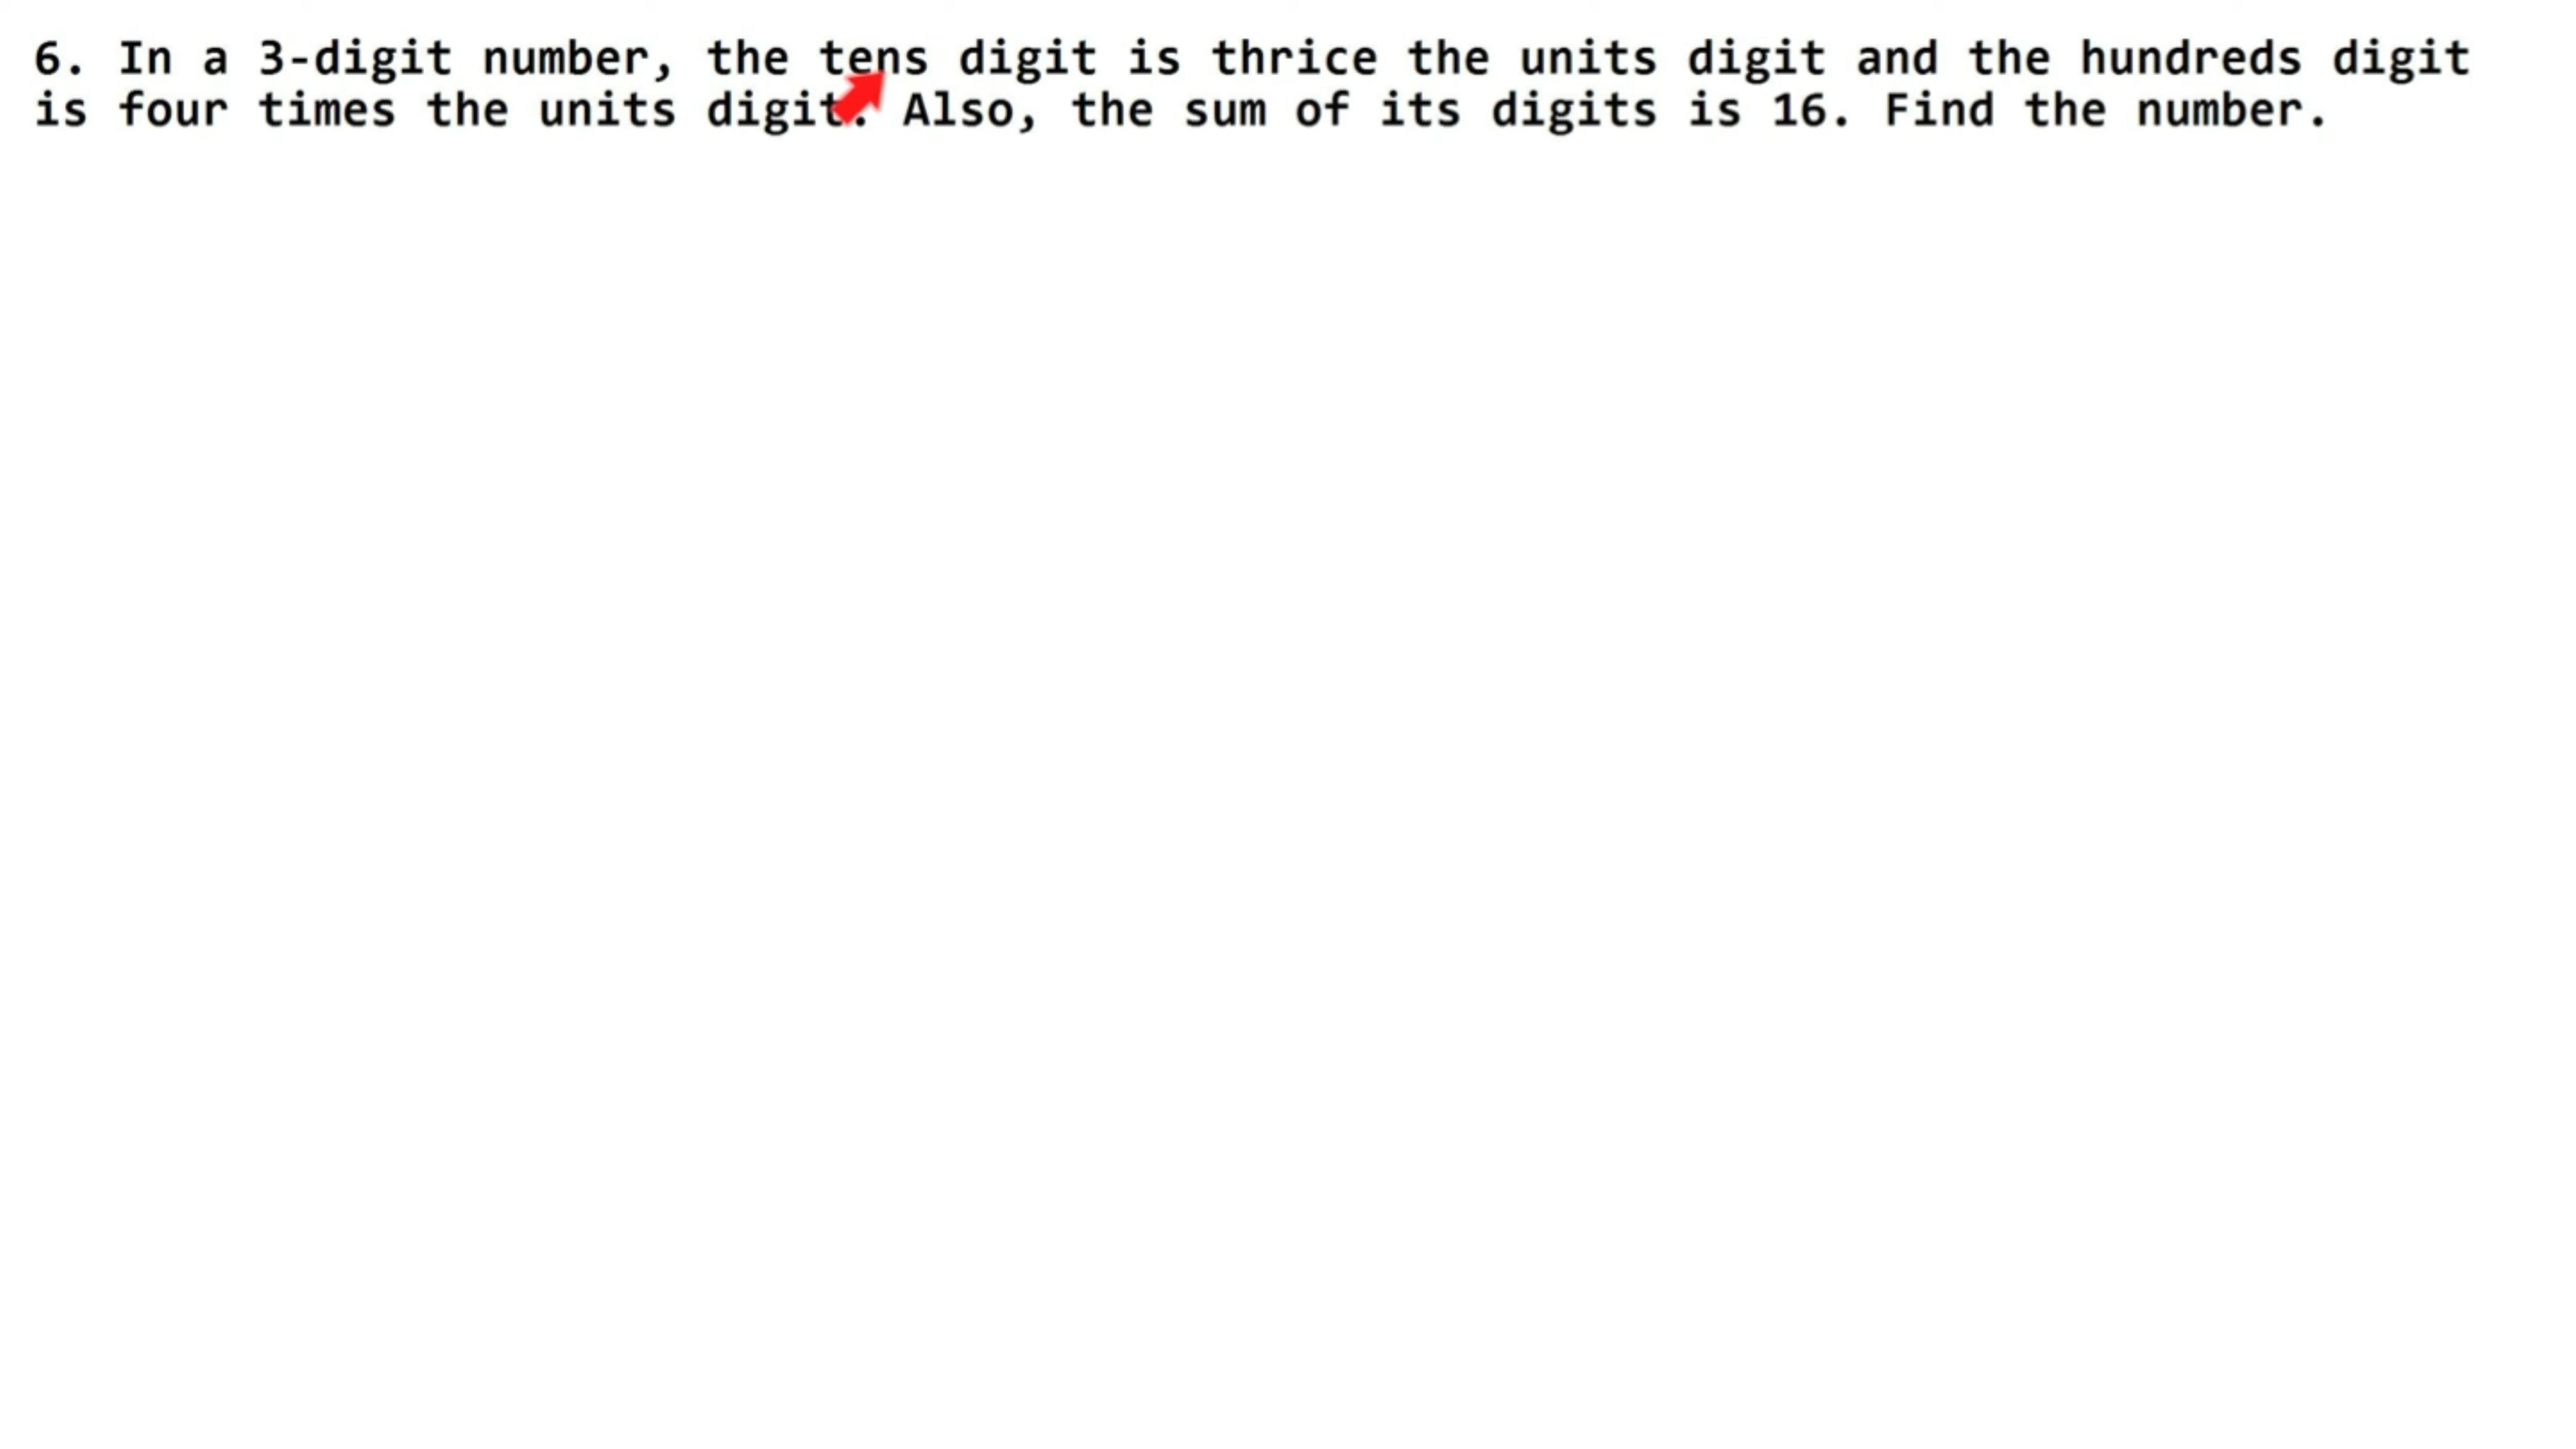 6. In a 3-digit number, the tens digit is thrice the units digit and the hundreds digit
is four times the units digit. Also, the sum of its digits is 16. Find the number.